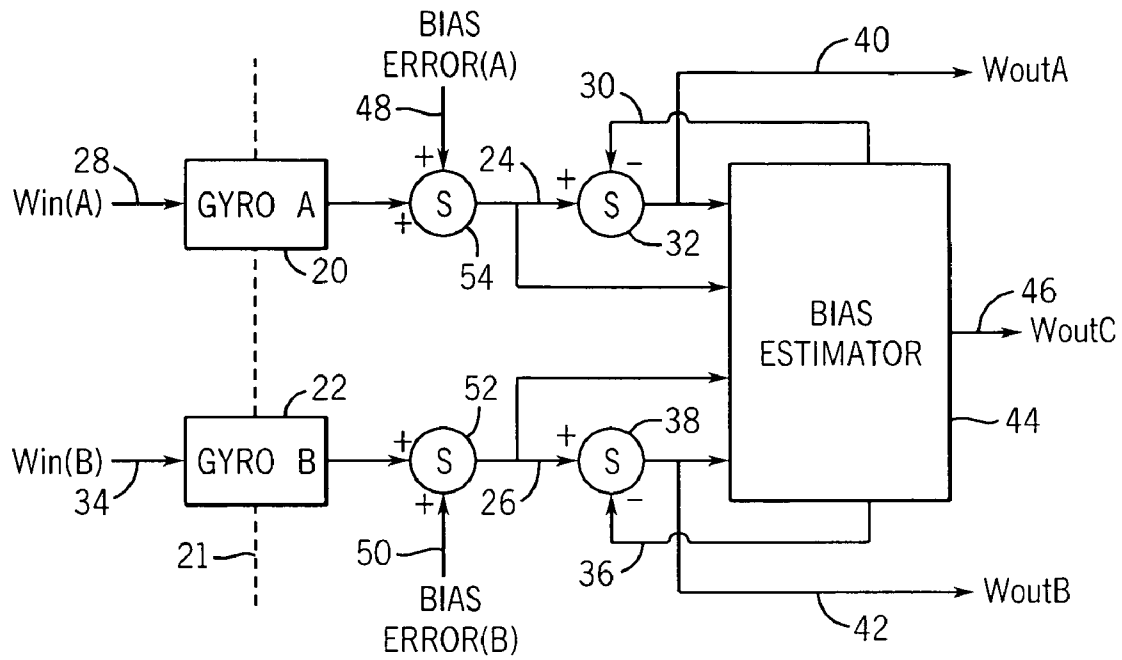 BIAS
ERROR(A)
40
WoutA
30
48
28
24
+
+
−
Win(A)
GYRO A
+
S
S
20
54
32
46
BIAS
ESTIMATOR
WoutC
22
52
38
44
+
+
Win(B)
GYRO B
S
S
34
+
26
−
21
50
36
BIAS
ERROR(B)
42
WoutB